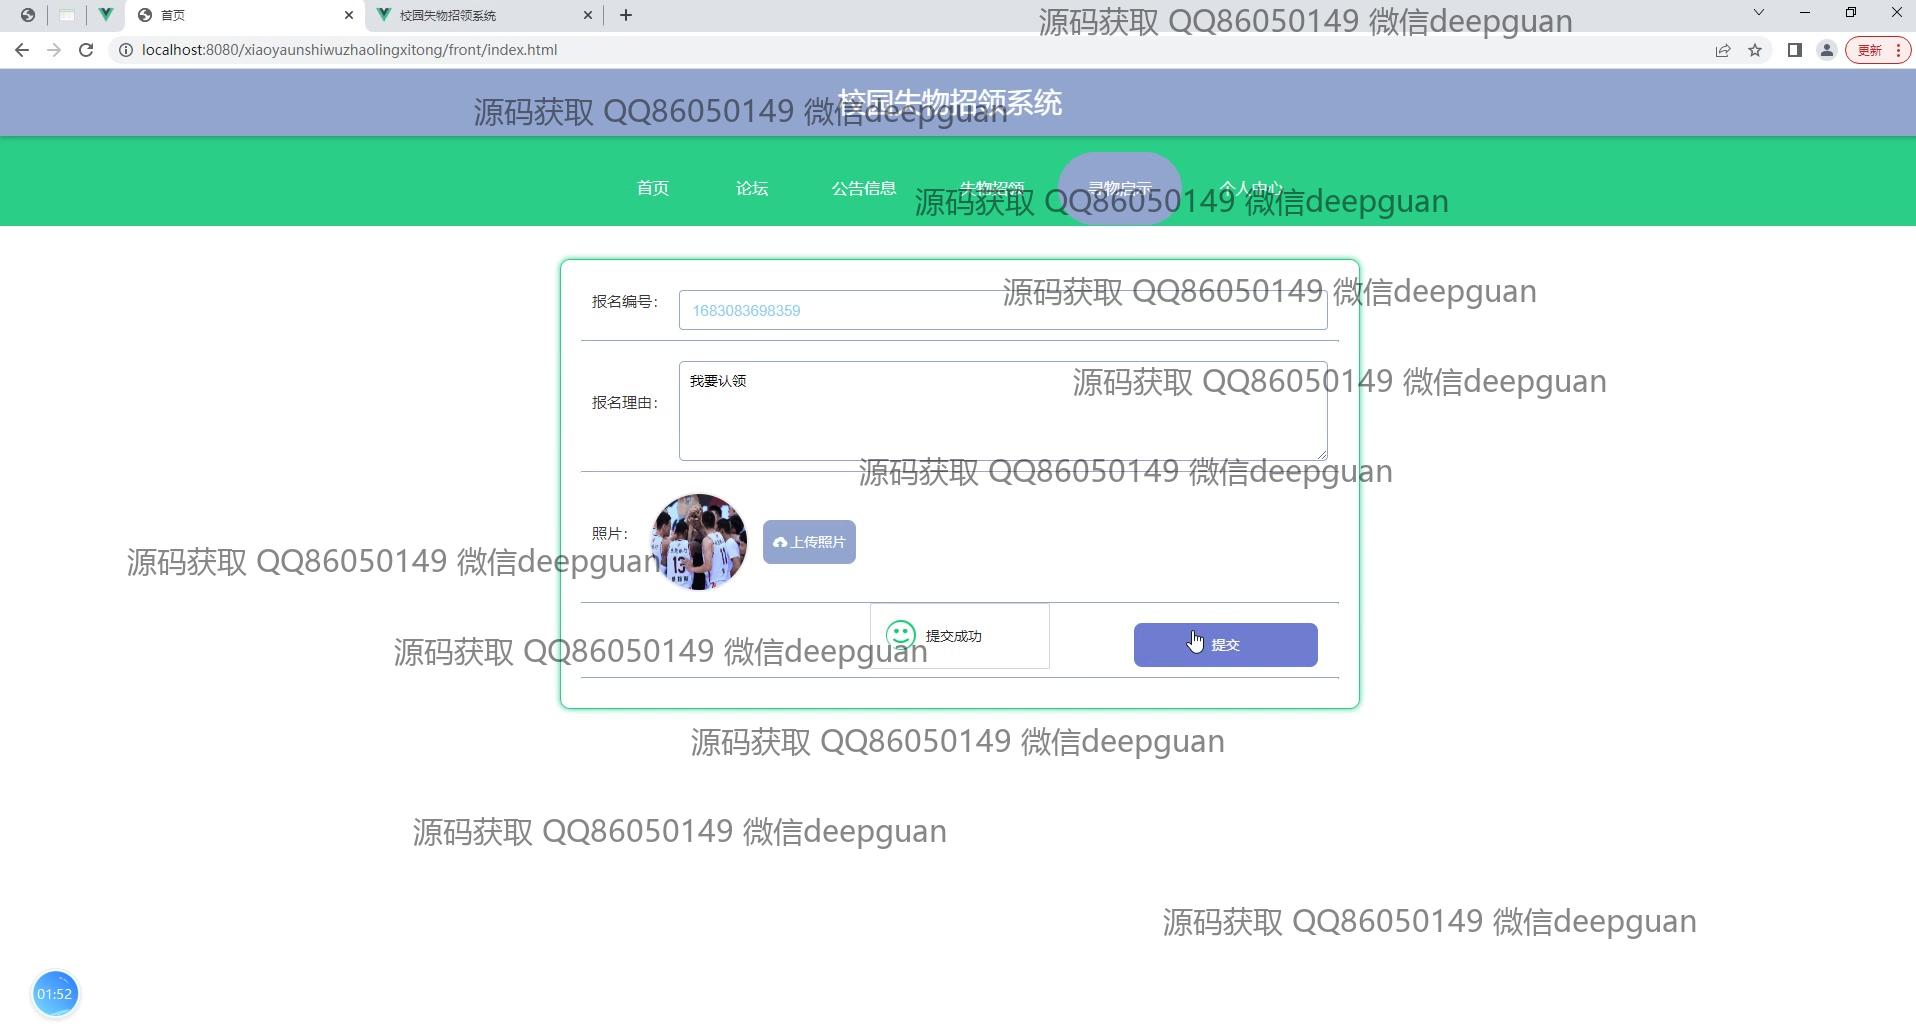 首页
校园失物招领系统
源码获取 QQ86050149 微信deepguan
localhost:8080/xiaoyaunshiwuzhaolingxitong/front/index.html
更新
校园失物招领系统
源码获取 QQ86050149 微信deepguan
首页
论坛
公告信息
失物招领
寻物启示
个人中心
源码获取 QQ86050149 微信deepguan
源码获取 QQ86050149 微信deepguan
报名编号：
1683083698359
我要认领
源码获取 QQ86050149 微信deepguan
报名理由：
源码获取 QQ86050149 微信deepguan
照片：
13
11
上传照片
源码获取 QQ86050149 微信deepguan
提交成功
提交
源码获取 QQ86050149 微信deepguan
源码获取 QQ86050149 微信deepguan
源码获取 QQ86050149 微信deepguan
源码获取 QQ86050149 微信deepguan
01:52